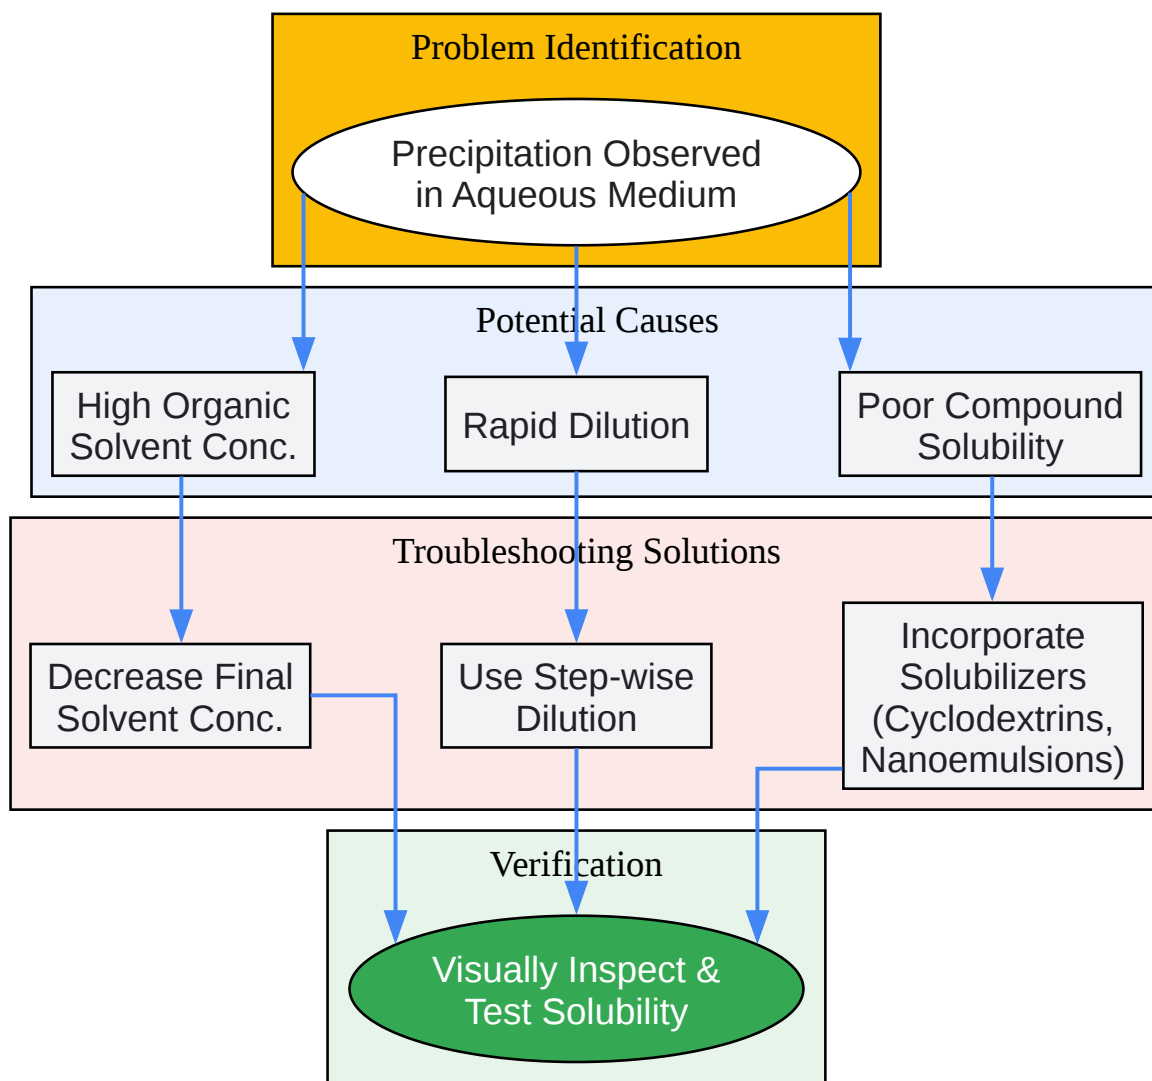 Problem Identification
Precipitation Observed
in Aqueous Medium
Potential Causes
High Organic
Solvent Conc.
Rapid Dilution
Poor Compound
Solubility
Troubleshooting Solutions
Decrease Final
Solvent Conc.
Use Step-wise
Dilution
Incorporate
Solubilizers
(Cyclodextrins,
Nanoemulsions)
Verification
Visually Inspect &
Test Solubility